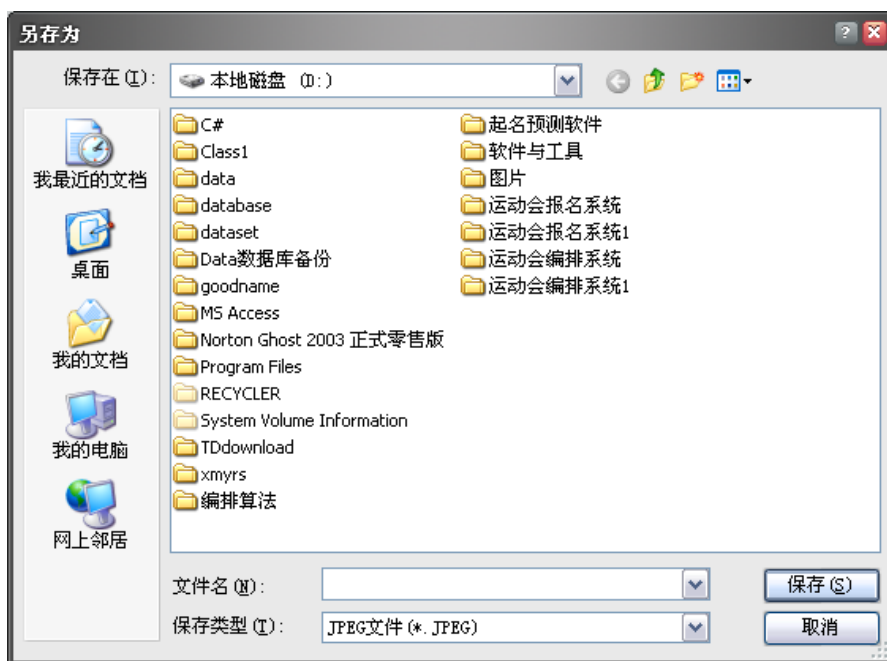 另存为
保存在(I):
本地磁盘 (D:)
我最近的文档
桌面
我的文档
我的电脑
网上邻居
C#
Class1
data
database
dataset
Data数据库备份
goodname
MS Access
Norton Ghost 2003 正式零售版
Program Files
RECYCLER
System Volume Information
TDdownload
xmyrs
编排算法
起名预测软件
软件与工具
图片
运动会报名系统
运动会报名系统1
运动会编排系统
运动会编排系统1
文件名(N):
保存(S)
保存类型(T):
JPEG文件(*.JPEG)
取消